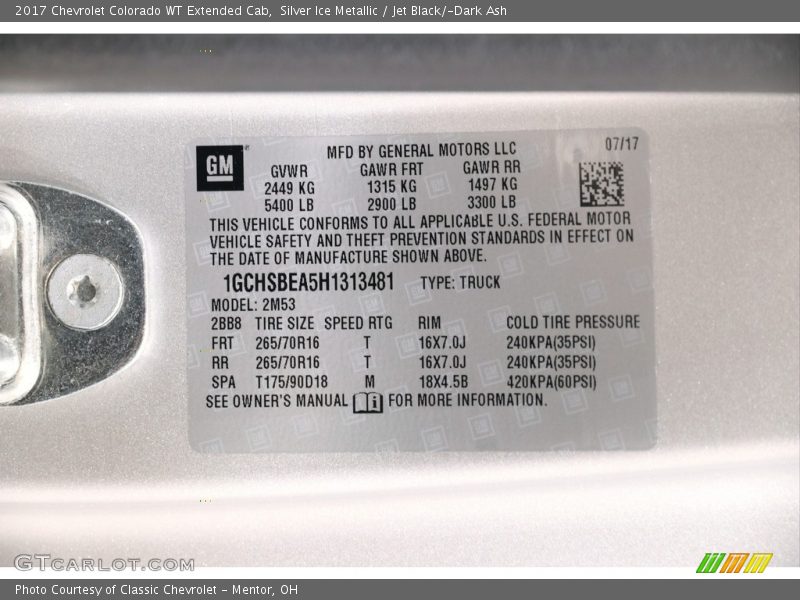 2017 Chevrolet Colorado WT Extended Cab,  Silver Ice Metallic / Jet Black/­Dark Ash
GM
MFD BY GENERAL MOTORS LLC 07/17
GVWR GAWR FRT GAWR RR
2449 KG 1315 KG 1497 KG
5400 LB 2900 LB 3300 LB
THIS VEHICLE CONFORMS TO ALL APPLICABLE U.S. FEDERAL MOTOR
VEHICLE SAFETY AND THEFT PREVENTION STANDARDS IN EFFECT ON
THE DATE OF MANUFACTURE SHOWN ABOVE.
1GCHSBEA5H1313481 TYPE: TRUCK
MODEL: 2M53
2BB8 TIRE SIZE SPEED RTG RIM COLD TIRE PRESSURE
FRT 265/70R16 T 16X7.0J 240KPA(35PSI)
RR 265/70R16 T 16X7.0J 240KPA(35PSI)
SPA T175/90D18 M 18X4.5B 420KPA(60PSI)
SEE OWNER'S MANUAL FOR MORE INFORMATION.
GTCARLOT.COM
Photo Courtesy of Classic Chevrolet - Mentor, OH